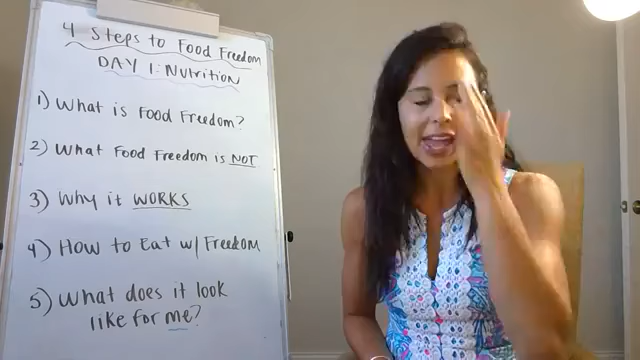 4 Steps to Food Freedom
DAY 1: Nutrition
1) What is Food Freedom?
2) What Food Freedom is NOT
3) Why it WORKS
4) How to Eat w/ Freedom
5) What does it look
like for me?